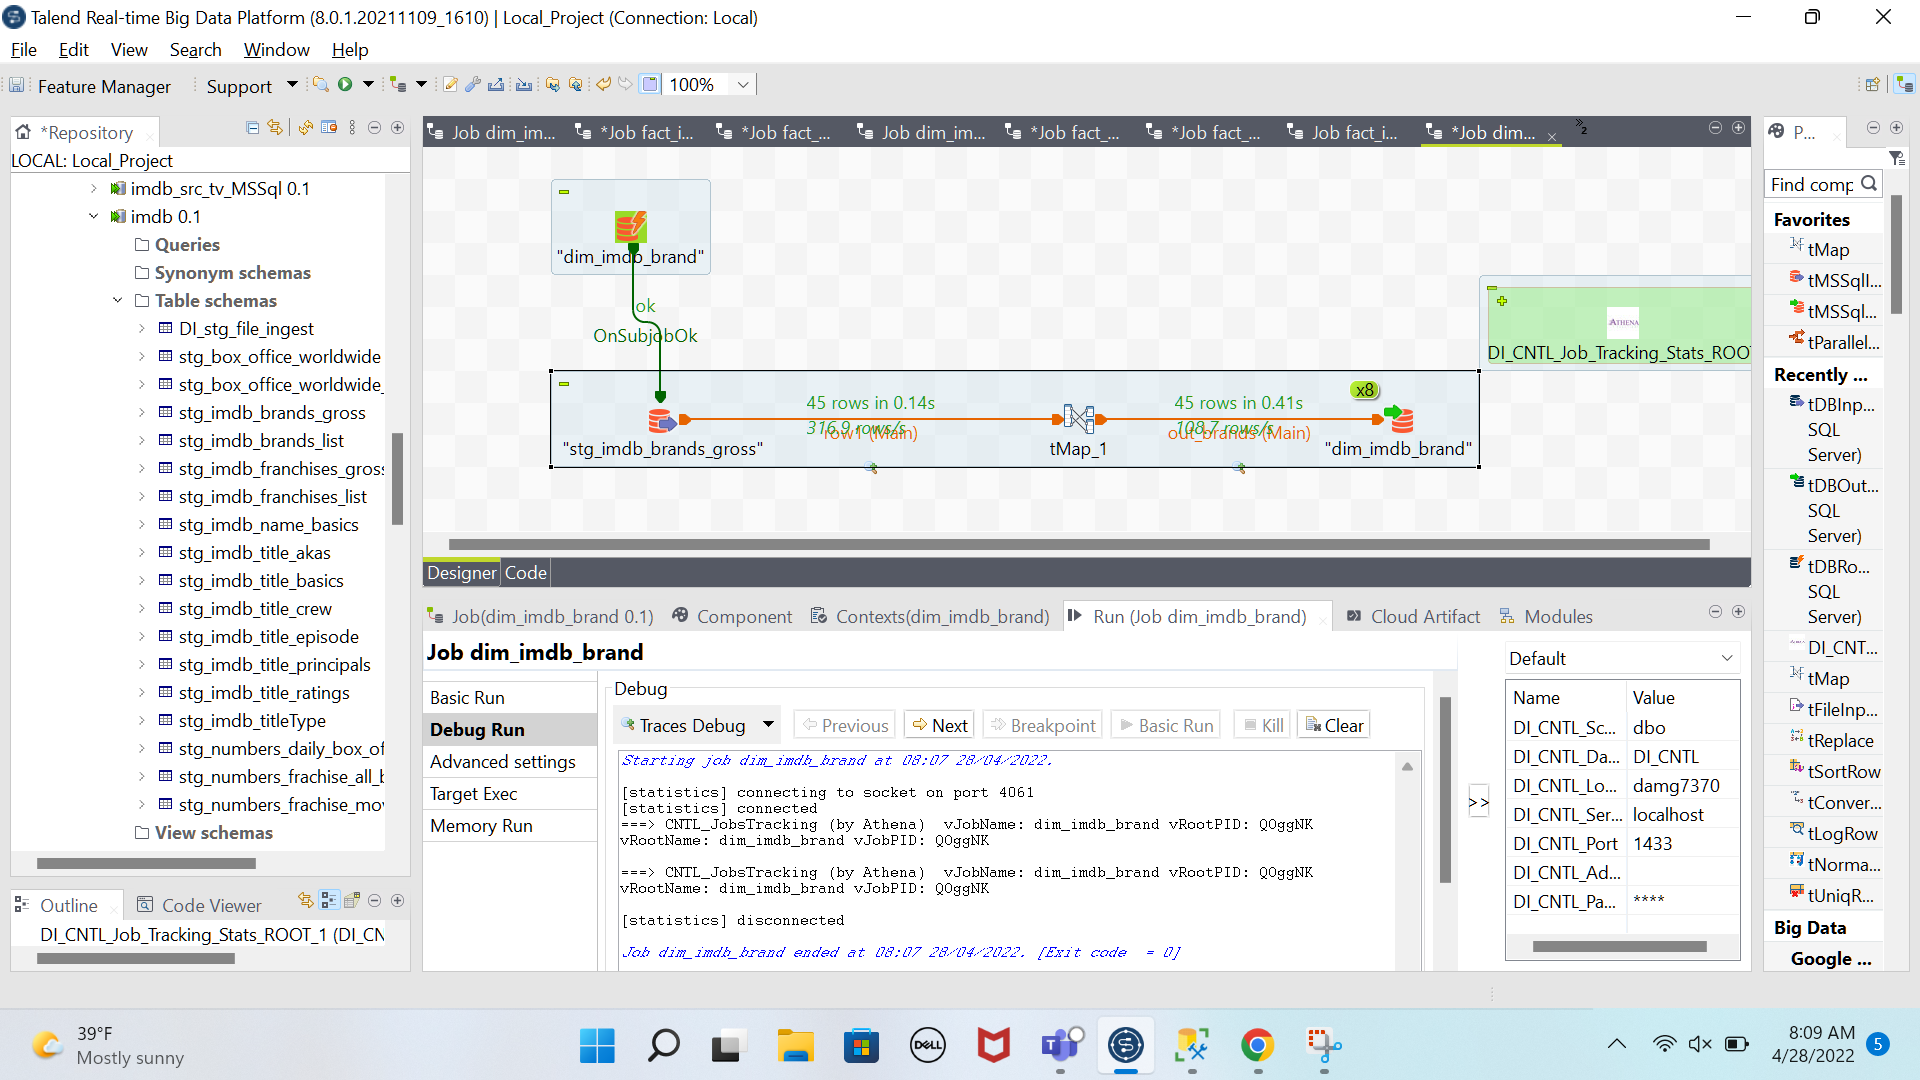 Talend Real-time Big Data Platform (8.0.1.20211109_1610) | Local_Project (Connection: Local)
File Edit View Search Window Help
Feature Manager Support 100%
*Repository
LOCAL: Local_Project
imdb_src_tv_MSSql 0.1
imdb 0.1
Queries
Synonym schemas
Table schemas
DI_stg_file_ingest
stg_box_office_worldwide
stg_box_office_worldwide_
stg_imdb_brands_gross
stg_imdb_brands_list
stg_imdb_franchises_gross
stg_imdb_franchises_list
stg_imdb_name_basics
stg_imdb_title_akas
stg_imdb_title_basics
stg_imdb_title_crew
stg_imdb_title_episode
stg_imdb_title_principals
stg_imdb_title_ratings
stg_imdb_titleType
stg_numbers_daily_box_of
stg_numbers_frachise_all_b
stg_numbers_frachise_mov
View schemas
Outline Code Viewer
DI_CNTL_Job_Tracking_Stats_ROOT_1 (DI_CN
Job dim_im... *Job fact_i... *Job fact_... Job dim_im... *Job fact_... *Job fact_... Job fact_i... *Job dim... 2
"dim_imdb_brand"
ok
OnSubjobOk
ATHENA
DI_CNTL_Job_Tracking_Stats_ROO
x8
45 rows in 0.14s
316.9 rows/s
row1 (Main)
45 rows in 0.41s
108.7 rows/s
out_brands (Main)
"stg_imdb_brands_gross" tMap_1 "dim_imdb_brand"
Designer Code
Job(dim_imdb_brand 0.1) Component Contexts(dim_imdb_brand) Run (Job dim_imdb_brand) Cloud Artifact Modules
Job dim_imdb_brand
Basic Run
Debug Run
Advanced settings
Target Exec
Memory Run
Debug
Traces Debug Previous Next Breakpoint Basic Run Kill Clear
Starting job dim_imdb_brand at 08:07 28/04/2022.
[statistics] connecting to socket on port 4061
[statistics] connected
===> CNTL_JobsTracking (by Athena)  vJobName: dim_imdb_brand vRootPID: QOggNK
vRootName: dim_imdb_brand vJobPID: QOggNK
===> CNTL_JobsTracking (by Athena)  vJobName: dim_imdb_brand vRootPID: QOggNK
vRootName: dim_imdb_brand vJobPID: QOggNK
[statistics] disconnected
Job dim_imdb_brand ended at 08:07 28/04/2022. [Exit code  = 0]
>>
Default
Name Value
DI_CNTL_Sc... dbo
DI_CNTL_Da... DI_CNTL
DI_CNTL_Lo... damg7370
DI_CNTL_Ser... localhost
DI_CNTL_Port 1433
DI_CNTL_Ad...
DI_CNTL_Pa... ****
P...
Find comp
Favorites
tMap
tMSSqlI...
tMSSql...
tParallel...
Recently ...
tDBInp...
SQL
Server)
tDBOut...
SQL
Server)
tDBRo...
SQL
Server)
DI_CNT...
tMap
tFileInp...
tReplace
tSortRow
tConver...
tLogRow
tNorma...
tUniqR...
Big Data
Google ...
39°F
Mostly sunny
DELL
8:09 AM
4/28/2022
5